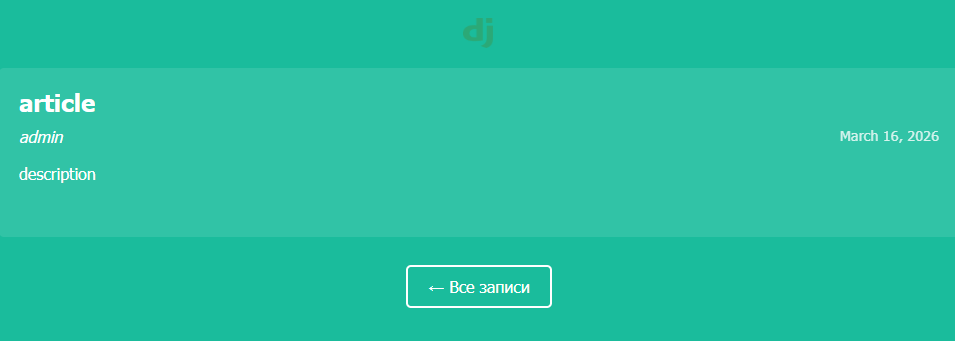 dj
article
admin
March 16, 2026
description
← Все записи